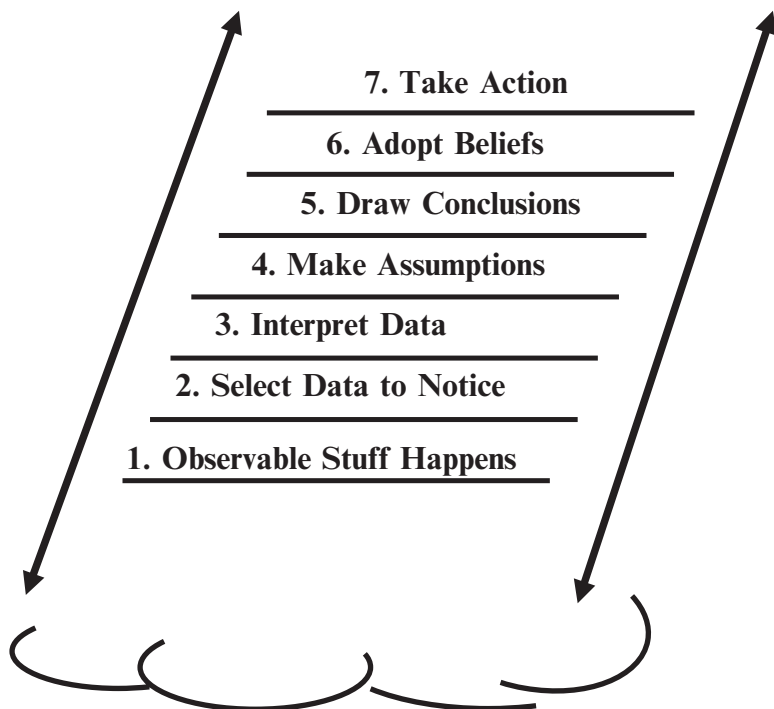 7. Take Action
6. Adopt Beliefs
5. Draw Conclusions
4. Make Assumptions
3. Interpret Data
2. Select Data to Notice
1. Observable Stuff Happens